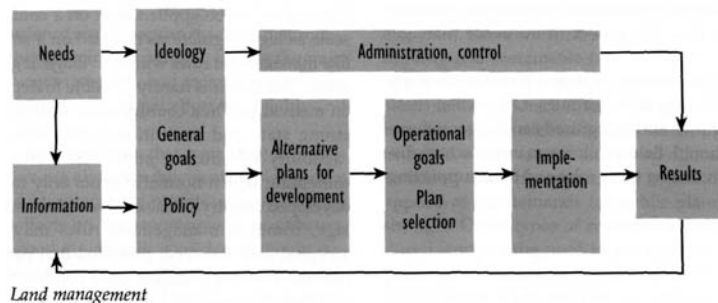 Needs
Ideology
Administration, control
General
goals
Policy
Information
Alternative
plans for
development
Operational
goals
Plan
selection
Imple-
mentation
Results
Land management